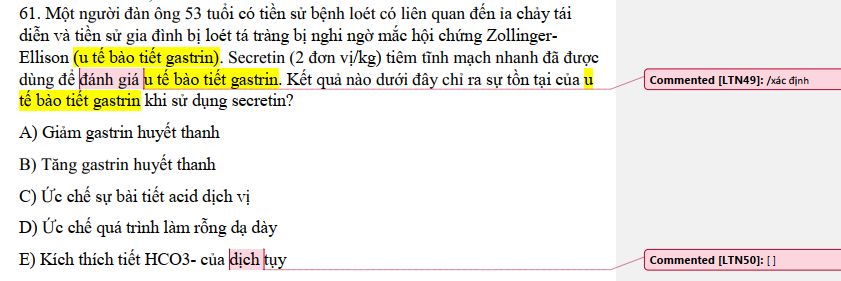 61. Một người đàn ông 53 tuổi có tiền sử bệnh loét có liên quan đến ỉa chảy tái
diễn và tiền sử gia đình bị loét tá tràng bị nghi ngờ mắc hội chứng Zollinger-
Ellison (u tế bào tiết gastrin). Secretin (2 đơn vị/kg) tiêm tĩnh mạch nhanh đã được
dùng để đánh giá u tế bào tiết gastrin. Kết quả nào dưới đây chỉ ra sự tồn tại của u
Commented [LTN49]: /xác định
tế bào tiết gastrin khi sử dụng secretin?
A) Giảm gastrin huyết thanh
B) Tăng gastrin huyết thanh
C) Ức chế sự bài tiết acid dịch vị
D) Ức chế quá trình làm rỗng dạ dày
E) Kích thích tiết HCO3- của dịch tụy
Commented [LTN50]: [ ]